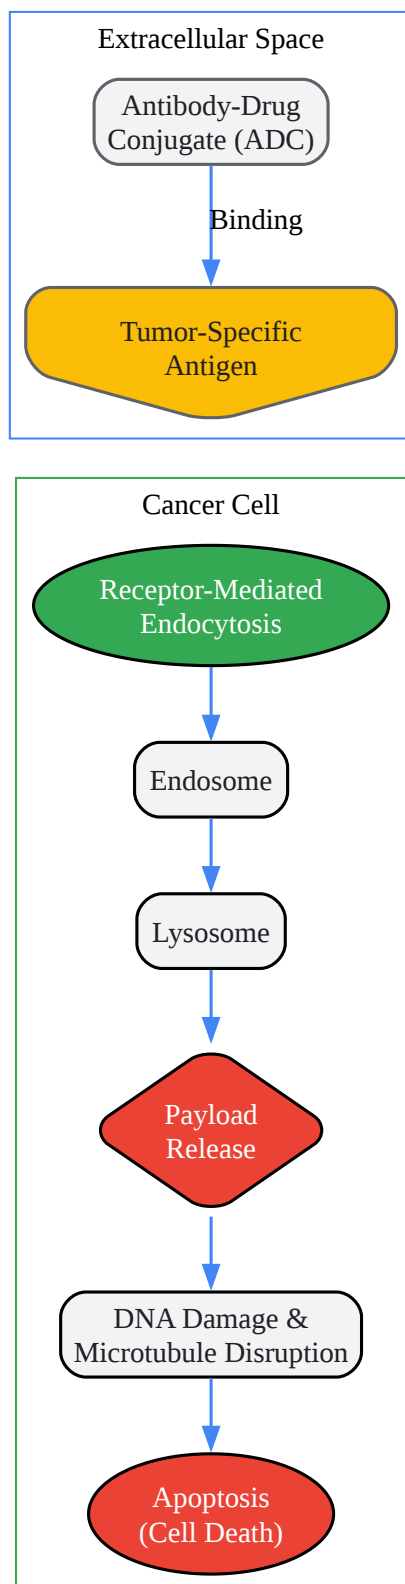 Extracellular Space
Antibody-Drug
Conjugate (ADC)
Binding
Tumor-Specific
Antigen
Cancer Cell
Receptor-Mediated
Endocytosis
Endosome
Lysosome
Payload
Release
DNA Damage &
Microtubule Disruption
Apoptosis
(Cell Death)